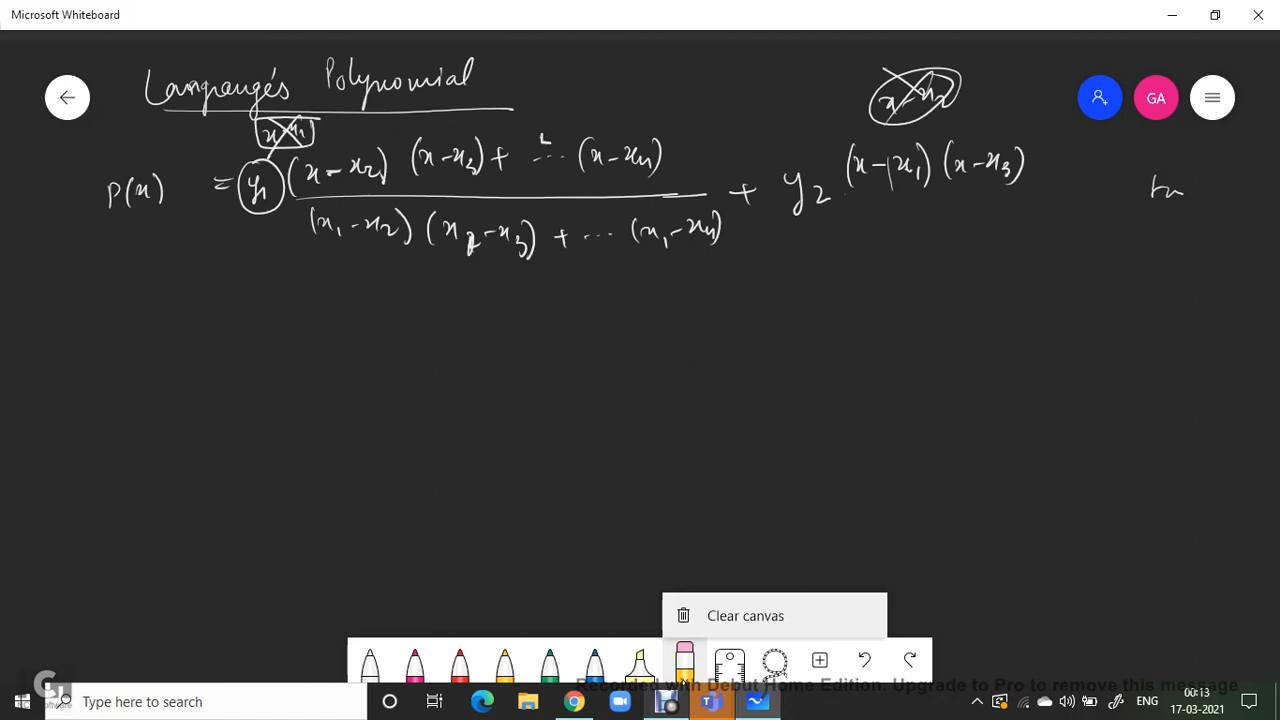 Microsoft Whiteboard
Langrange's Polynomial
x - x2
x - x1
GA
P(x) = y1 (x - x2) (x - x3) + ... (x - xn) + y2 (x - x1) (x - x3)
(x1 - x2) (x1 - x3) + ... (x1 - xn)
Clear canvas
Recorded with Debut Home Edition. Upgrade to Pro to remove this message
Type here to search
ENG
00:13
17-03-2021